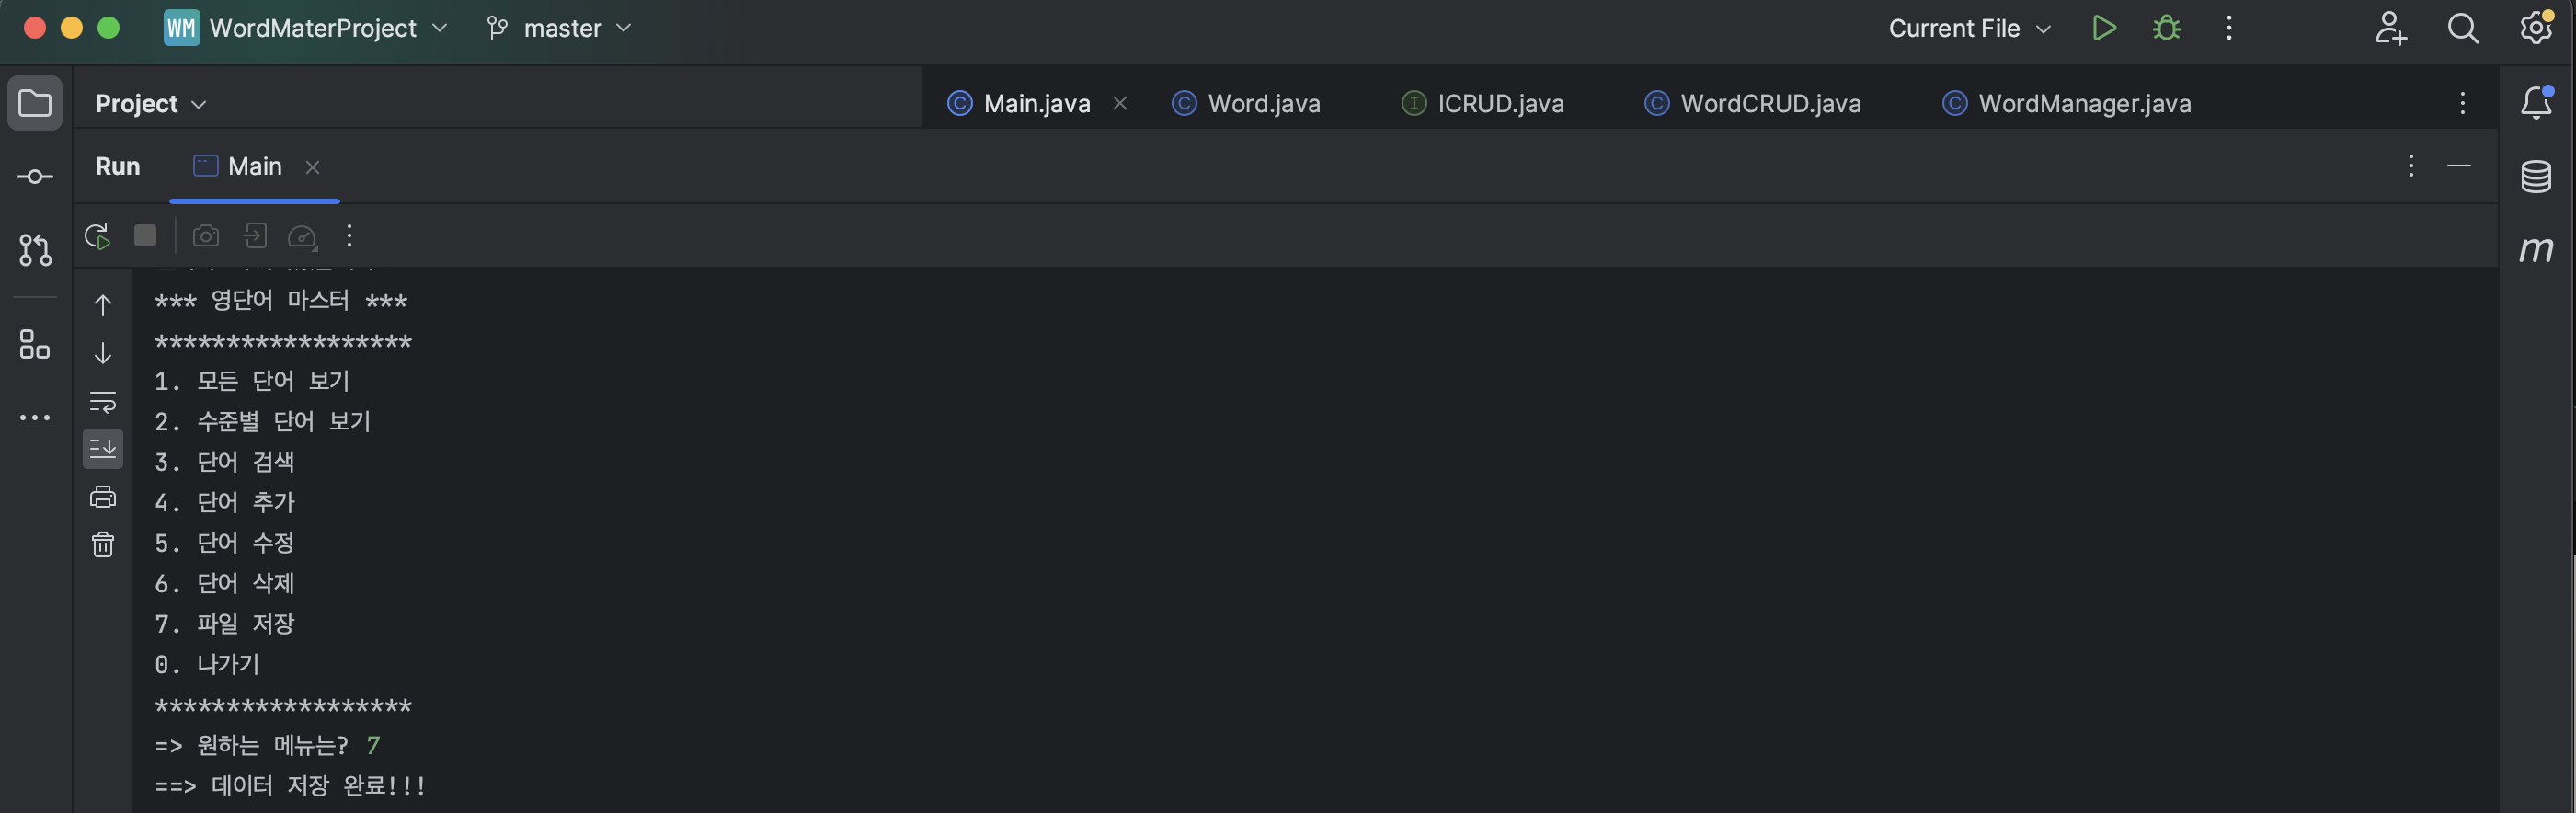 WM WordMaterProject master Current File
Project Main.java Word.java ICRUD.java WordCRUD.java WordManager.java
Run Main
*** 영단어 마스터 ***
******************
1. 모든 단어 보기
2. 수준별 단어 보기
3. 단어 검색
4. 단어 추가
5. 단어 수정
6. 단어 삭제
7. 파일 저장
0. 나가기
******************
=> 원하는 메뉴는? 7
==> 데이터 저장 완료!!!